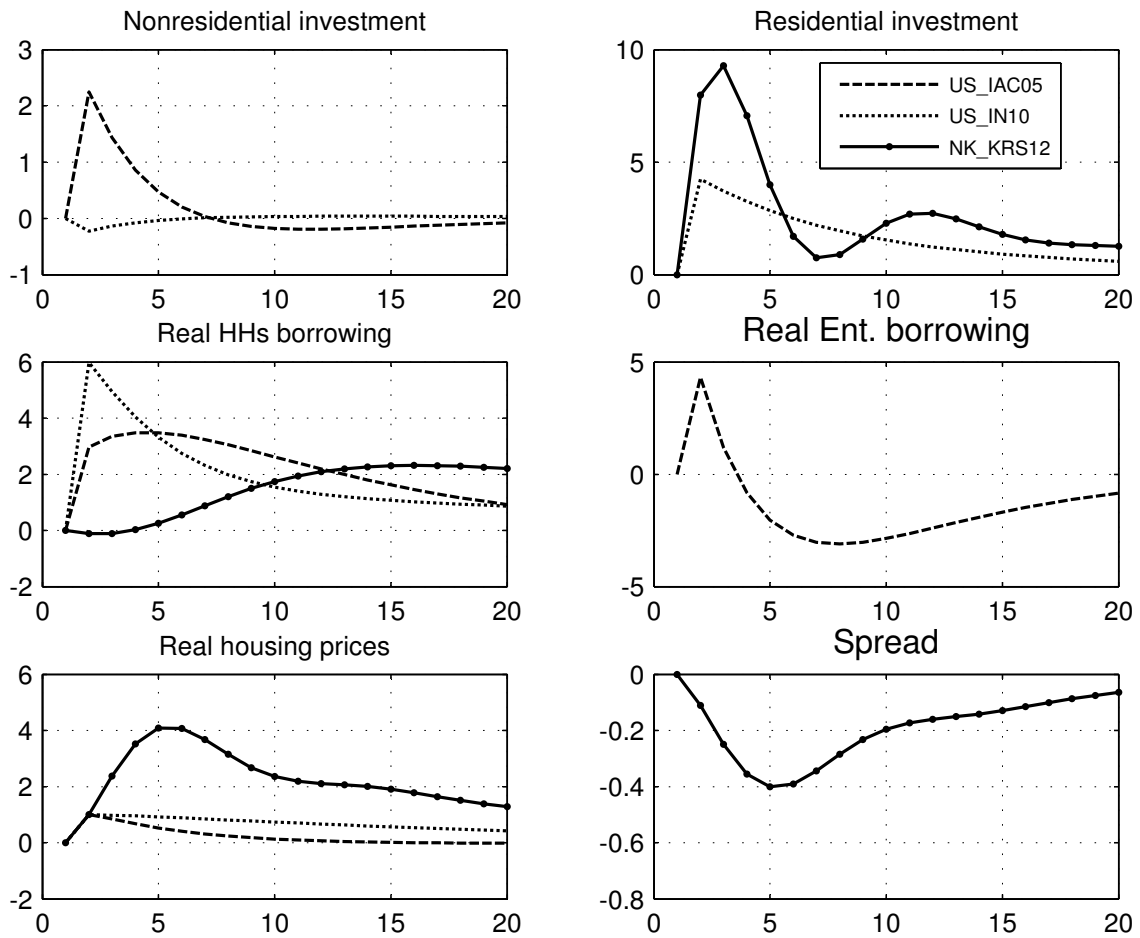 Nonresidential investment
3
2
1
0
-1
0 5 10 15 20
Residential investment
10
5
0
US_IAC05
US_IN10
NK_KRS12
0 5 10 15 20
Real HHs borrowing
6
4
2
0
-2
0 5 10 15 20
Real Ent. borrowing
5
0
-5
0 5 10 15 20
Real housing prices
6
4
2
0
-2
0 5 10 15 20
Spread
0
-0.2
-0.4
-0.6
-0.8
0 5 10 15 20